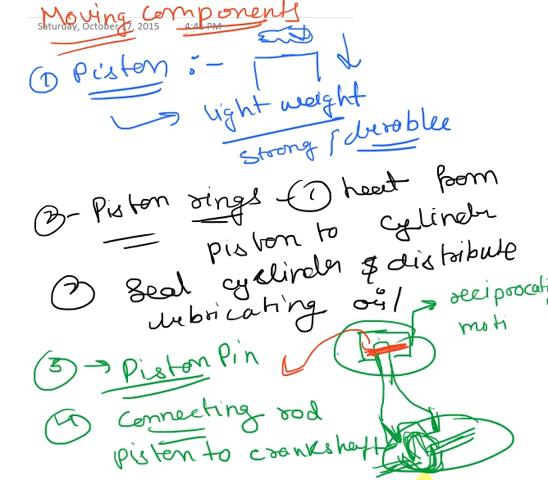 Moving Components
Saturday, October 17, 2015 4:4 PM
① Piston :-
light weight
strong / durable
②- Piston rings - ① heat from
piston to cylinder
② Seal cyclinder & distribute
lubricating oil
③ → Piston Pin
reciprocati
moti
④ Connecting rod
piston to crankshaft